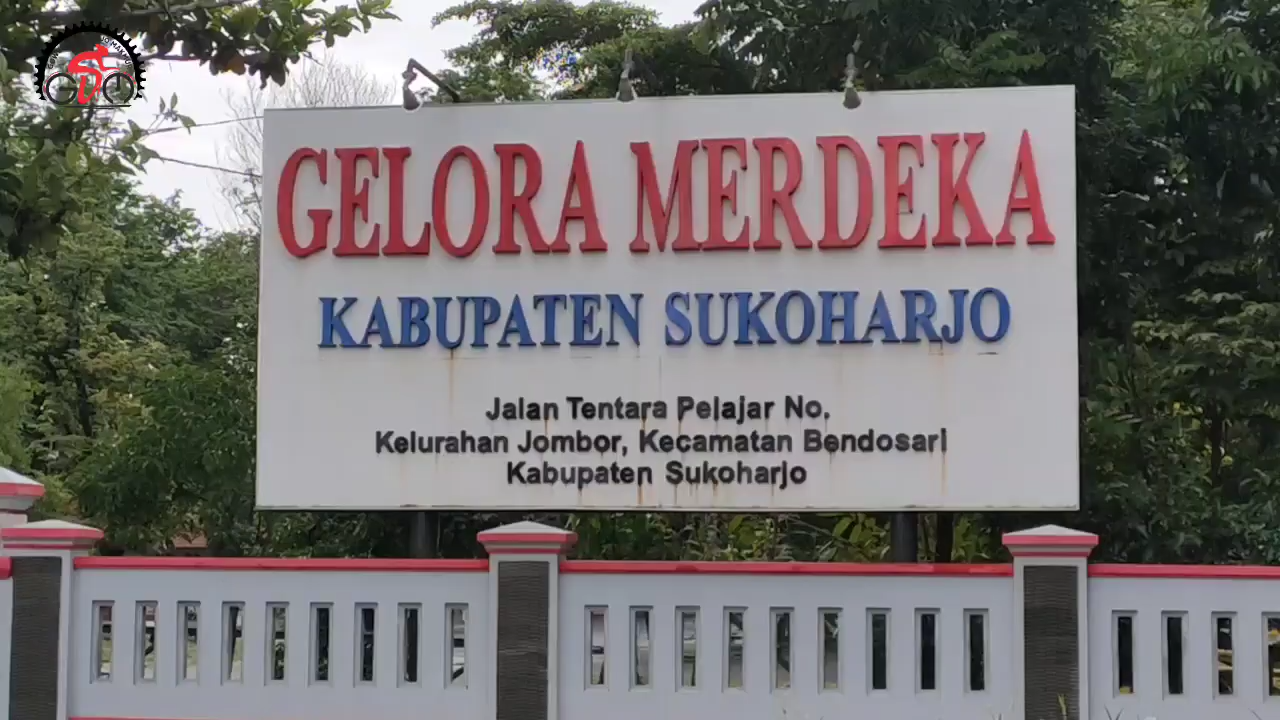 GELORA MERDEKA
KABUPATEN SUKOHARJO
Jalan Tentara Pelajar No.
Kelurahan Jombor, Kecamatan Bendosari
Kabupaten Sukoharjo